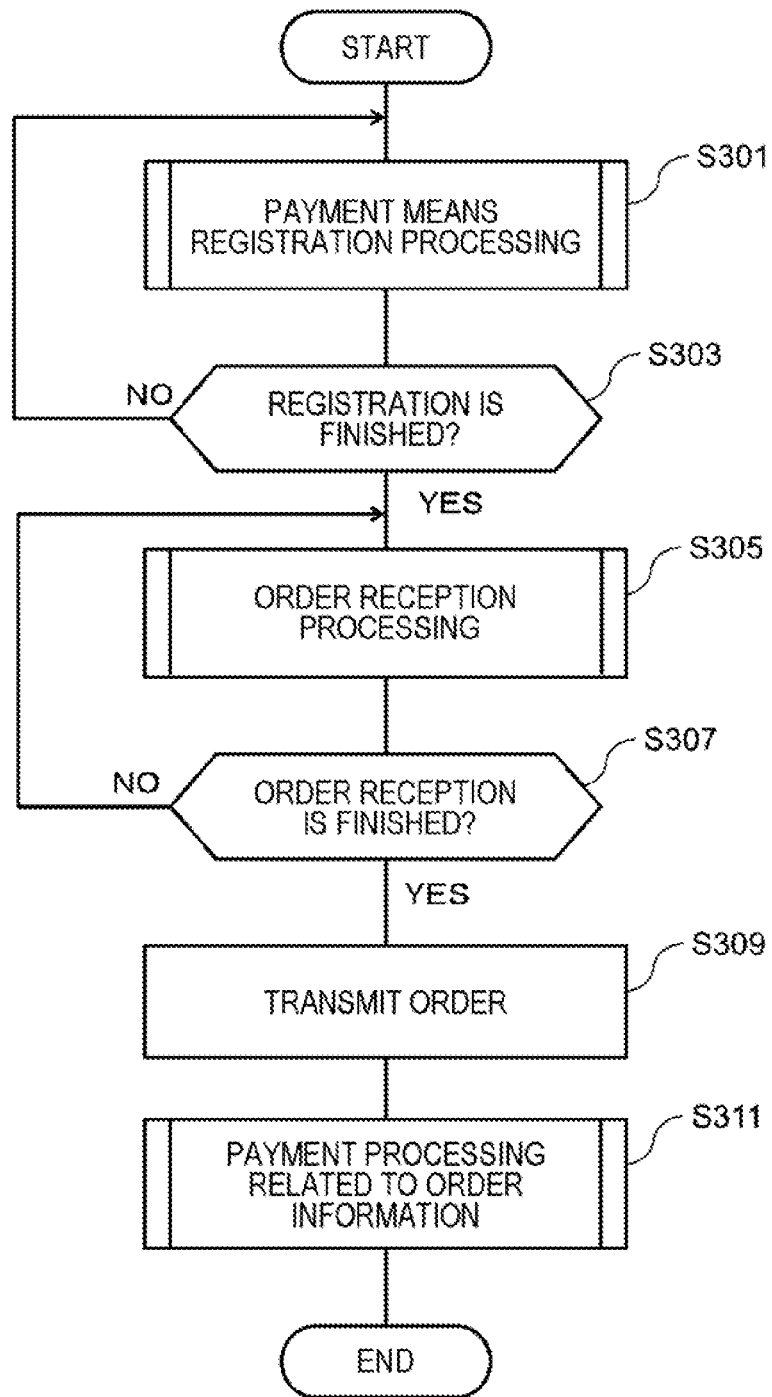 START
S301
PAYMENT MEANS
REGISTRATION PROCESSING
S303
NO
REGISTRATION IS
FINISHED?
YES
S305
ORDER RECEPTION
PROCESSING
S307
NO
ORDER RECEPTION
IS FINISHED?
YES
S309
TRANSMIT ORDER
S311
PAYMENT PROCESSING
RELATED TO ORDER
INFORMATION
END